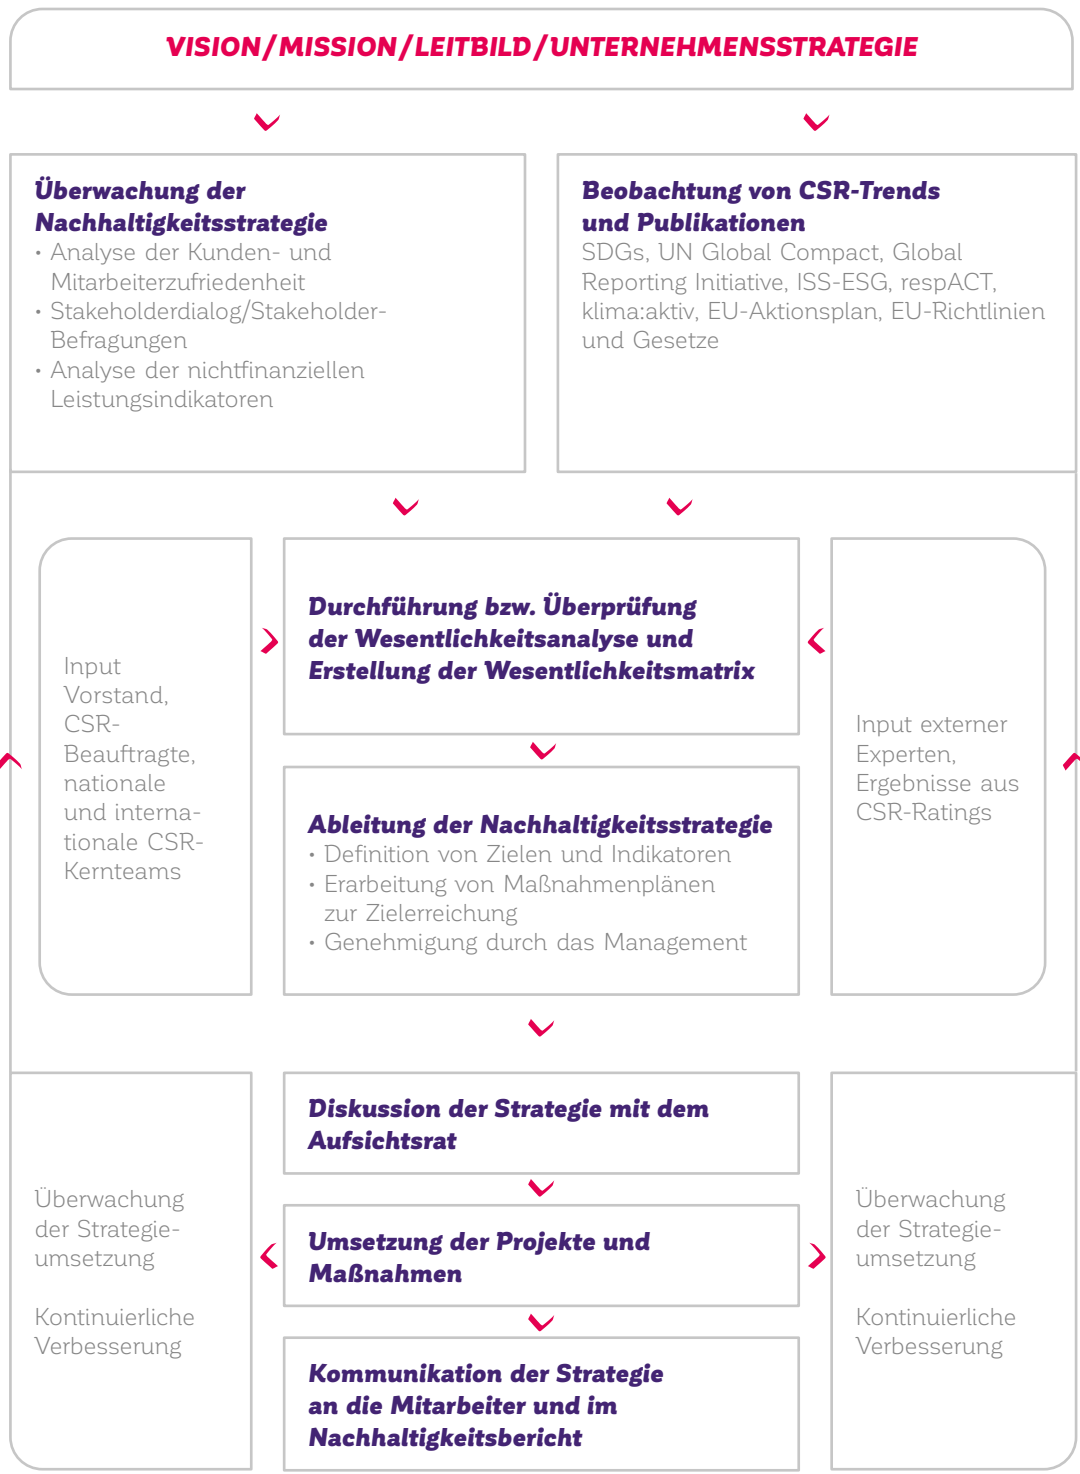 VISION/MISSION/LEITBILD/UNTERNEHMENSSTRATEGIE
Überwachung der
Nachhaltigkeitsstrategie
• Analyse der Kunden- und
Mitarbeiterzufriedenheit
• Stakeholderdialog/Stakeholder-
Befragungen
• Analyse der nichtfinanziellen
Leistungsindikatoren
Beobachtung von CSR-Trends
und Publikationen
SDGs, UN Global Compact, Global
Reporting Initiative, ISS-ESG, respACT,
klima:aktiv, EU-Aktionsplan, EU-Richtlinien
und Gesetze
Input
Vorstand,
CSR-
Beauftragte,
nationale
und interna-
tionale CSR-
Kernteams
Durchführung bzw. Überprüfung
der Wesentlichkeitsanalyse und
Erstellung der Wesentlichkeitsmatrix
Ableitung der Nachhaltigkeitsstrategie
• Definition von Zielen und Indikatoren
• Erarbeitung von Maßnahmenplänen
zur Zielerreichung
• Genehmigung durch das Management
Input externer
Experten,
Ergebnisse aus
CSR-Ratings
Überwachung
der Strategie-
umsetzung
Kontinuierliche
Verbesserung
Diskussion der Strategie mit dem
Aufsichtsrat
Umsetzung der Projekte und
Maßnahmen
Kommunikation der Strategie
an die Mitarbeiter und im
Nachhaltigkeitsbericht
Überwachung
der Strategie-
umsetzung
Kontinuierliche
Verbesserung